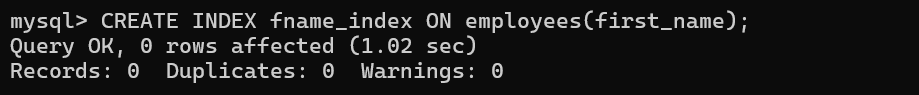 mysql> CREATE INDEX fname_index ON employees(first_name);
Query OK, 0 rows affected (1.02 sec)
Records: 0  Duplicates: 0  Warnings: 0